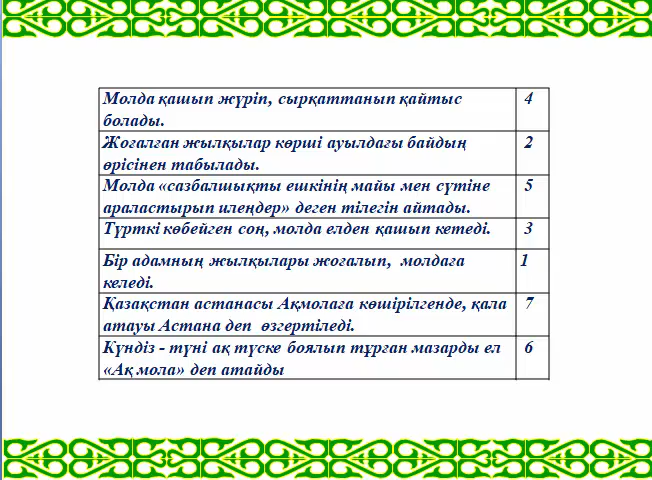 Молда қашып жүріп, сырқаттанып қайтыс 4
болады.
Жоғалған жылқылар көрші ауылдағы байдың 2
өрісінен табылады.
Молда «сазбалшықты ешкінің майы мен сүтіне 5
араластырып илеңдер» деген тілегін айтады.
Түрткі көбейген соң, молда елден қашып кетеді. 3
Бір адамның жылқылары жоғалып, молдаға 1
келеді.
Қазақстан астанасы Ақмолаға көшірілгенде, қала 7
атауы Астана деп өзгертіледі.
Күндіз - түні ақ түске боялып тұрған мазарды ел 6
«Ақ мола» деп атайды